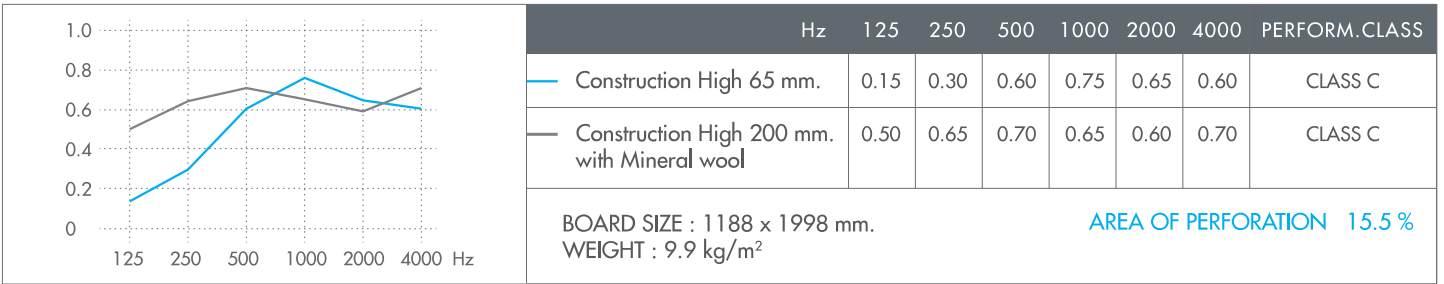 1.0
0.8
0.6
0.4
0.2
0
125 250 500 1000 2000 4000 Hz
Hz 125 250 500 1000 2000 4000 PERFORM.CLASS
Construction High 65 mm. 0.15 0.30 0.60 0.75 0.65 0.60 CLASS C
Construction High 200 mm. 0.50 0.65 0.70 0.65 0.60 0.70 CLASS C
with Mineral wool
BOARD SIZE : 1188 x 1998 mm. AREA OF PERFORATION 15.5 %
WEIGHT : 9.9 kg/m²